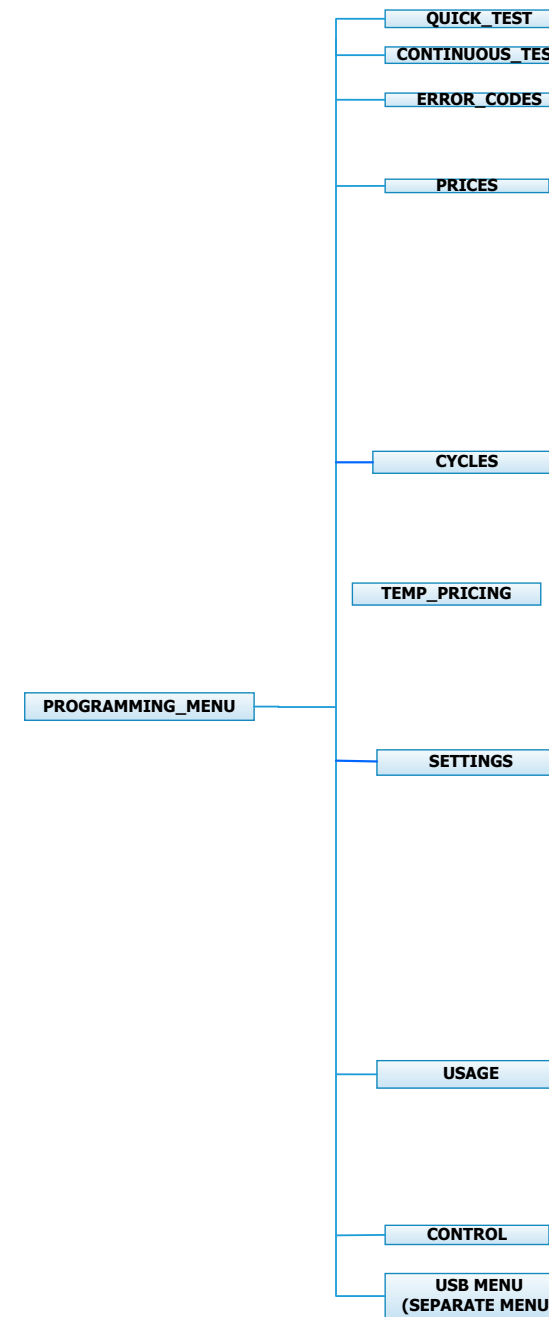 QUICK_TEST
CONTINUOUS_TES
ERROR_CODES
PRICES
CYCLES
TEMP_PRICING
PROGRAMMING_MENU
SETTINGS
USAGE
CONTROL
USB MENU
(SEPARATE MENU